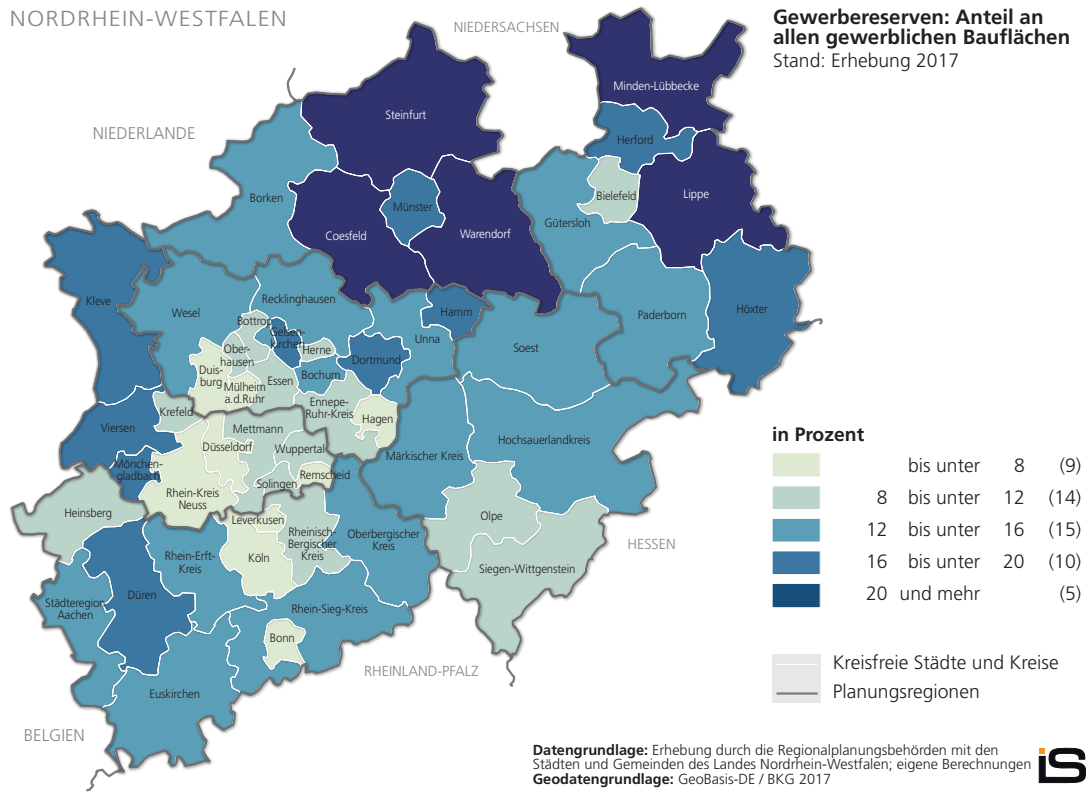 NORDRHEIN-WESTFALEN
Gewerbereserven: Anteil an
allen gewerblichen Bauflächen
Stand: Erhebung 2017
NIEDERSACHSEN
NIEDERLANDE
Minden-Lübbecke
Steinfurt
Herford
Borken
Bielefeld
Lippe
Münster
Gütersloh
Coesfeld
Warendorf
Kleve
Recklinghausen
Wesel
Hamm
Höxter
Paderborn
Bottrop
Gelsen-
kirchen
Unna
Ober-
hausen
Herne
Soest
Dortmund
Duis-
burg
Mülheim
a.d.Ruhr
Essen
Bochum
Krefeld
Ennepe-
Ruhr-Kreis
Hagen
Viersen
Mettmann
Hochsauerlandkreis
Düsseldorf
Wuppertal
Märkischer Kreis
Mönchen-
gladbach
Remscheid
Solingen
Rhein-Kreis
Neuss
Heinsberg
Leverkusen
Olpe
Rheinisch-
Bergischer
Kreis
Oberbergischer
Kreis
Köln
Rhein-Erft-
Kreis
Siegen-Wittgenstein
HESSEN
Düren
Städteregion
Aachen
Rhein-Sieg-Kreis
Bonn
RHEINLAND-PFALZ
Euskirchen
BELGIEN
in Prozent
bis unter 8 (9)
8 bis unter 12 (14)
12 bis unter 16 (15)
16 bis unter 20 (10)
20 und mehr (5)
Kreisfreie Städte und Kreise
Planungsregionen
Datengrundlage: Erhebung durch die Regionalplanungsbehörden mit den
Städten und Gemeinden des Landes Nordrhein-Westfalen; eigene Berechnungen
Geodatengrundlage: GeoBasis-DE / BKG 2017
iS